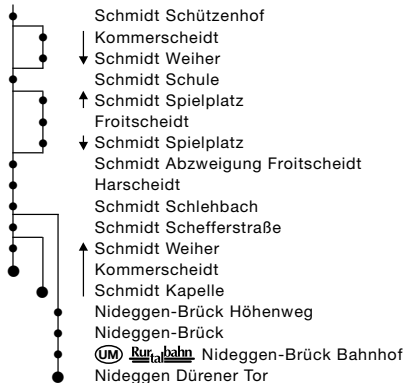 Schmidt Schützenhof
Kommerscheidt
Schmidt Weiher
Schmidt Schule
Schmidt Spielplatz
Froitscheidt
Schmidt Spielplatz
Schmidt Abzweigung Froitscheidt
Harscheidt
Schmidt Schlehbach
Schmidt Schefferstraße
Schmidt Weiher
Kommerscheidt
Schmidt Kapelle
Nideggen-Brück Höhenweg
Nideggen-Brück
UM Rurtalbahn Nideggen-Brück Bahnhof
Nideggen Dürener Tor